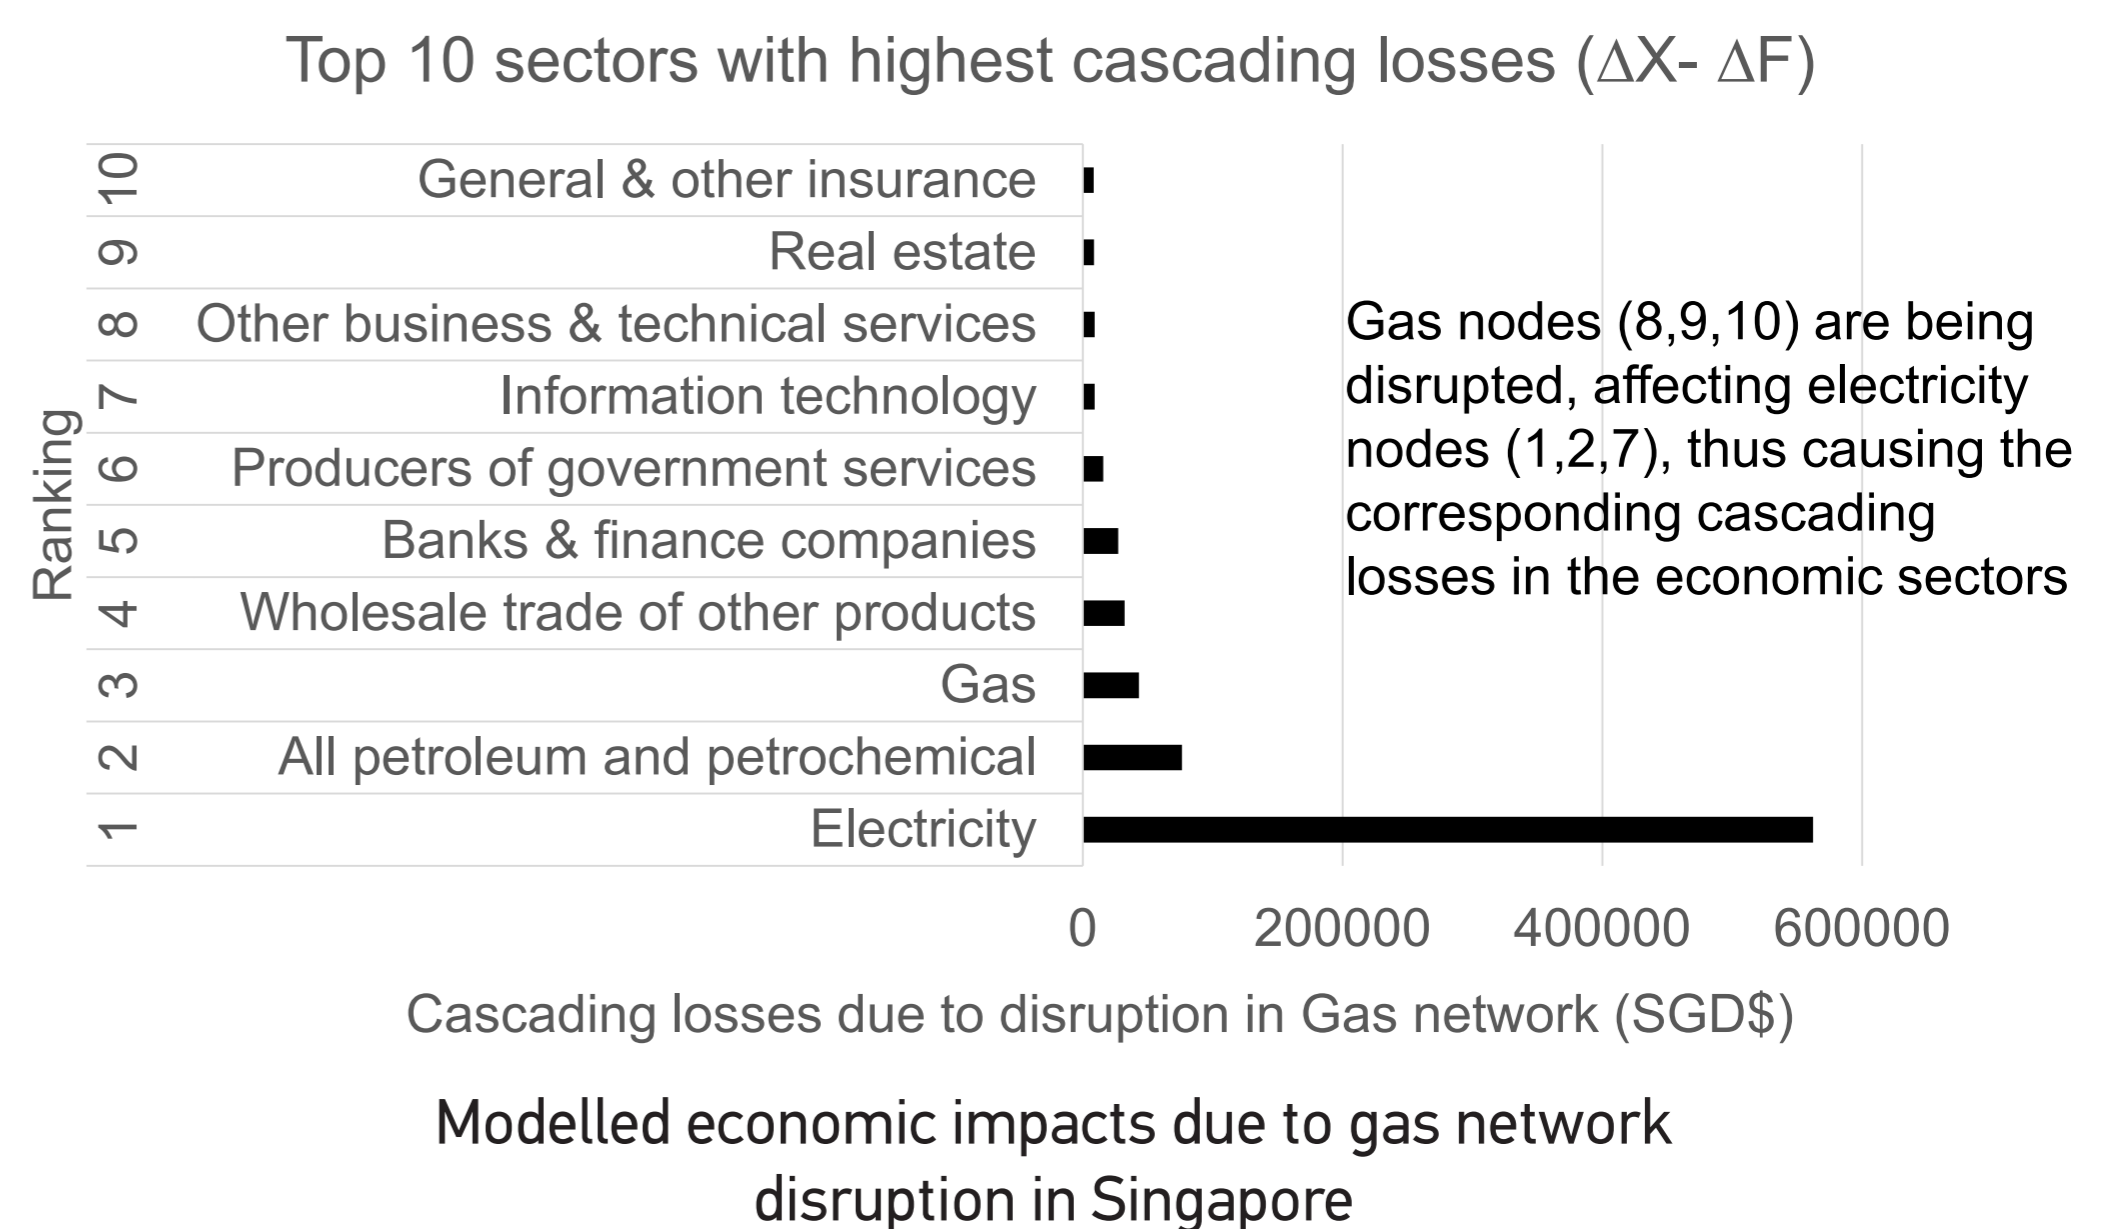 Top 10 sectors with highest cascading losses (ΔX- ΔF)
Ranking
10 General & other insurance
9 Real estate
8 Other business & technical services
7 Information technology
6 Producers of government services
5 Banks & finance companies
4 Wholesale trade of other products
3 Gas
2 All petroleum and petrochemical
1 Electricity
Gas nodes (8,9,10) are being
disrupted, affecting electricity
nodes (1,2,7), thus causing the
corresponding cascading
losses in the economic sectors
0 200000 400000 600000
Cascading losses due to disruption in Gas network (SGD$)
Modelled economic impacts due to gas network
disruption in Singapore